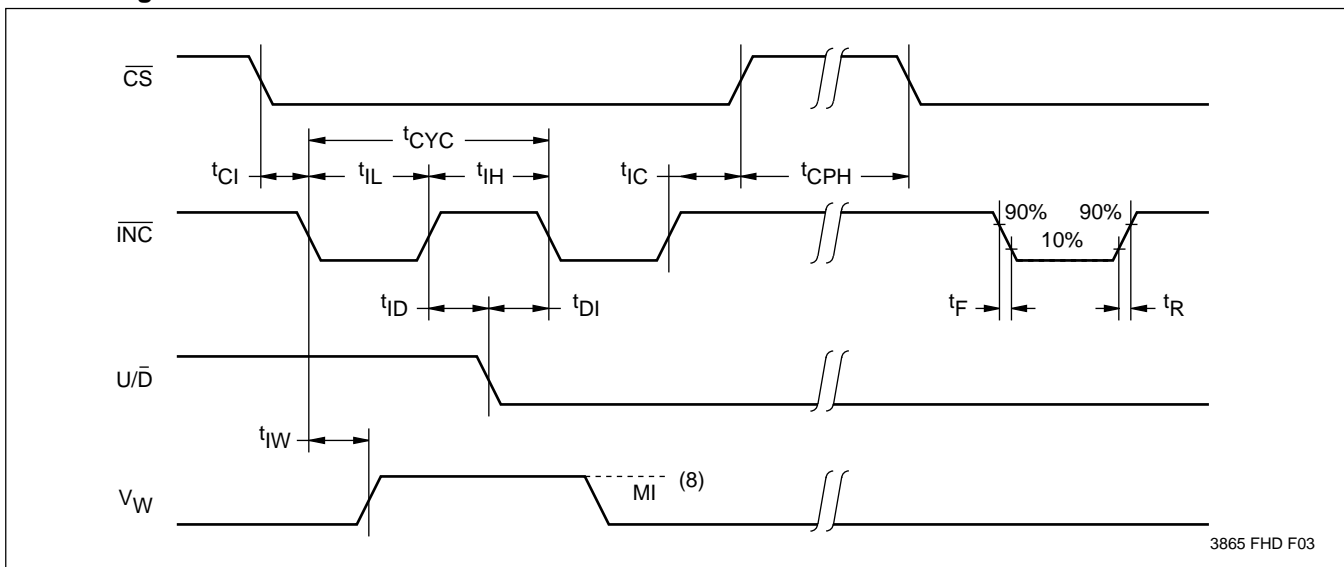 CS
tCYC
tCI
tIL
tIH
tIC
tCPH
INC
90%
90%
10%
tID
tDI
tF
tR
U/D
tIW
VW
MI
(8)
3865 FHD F03